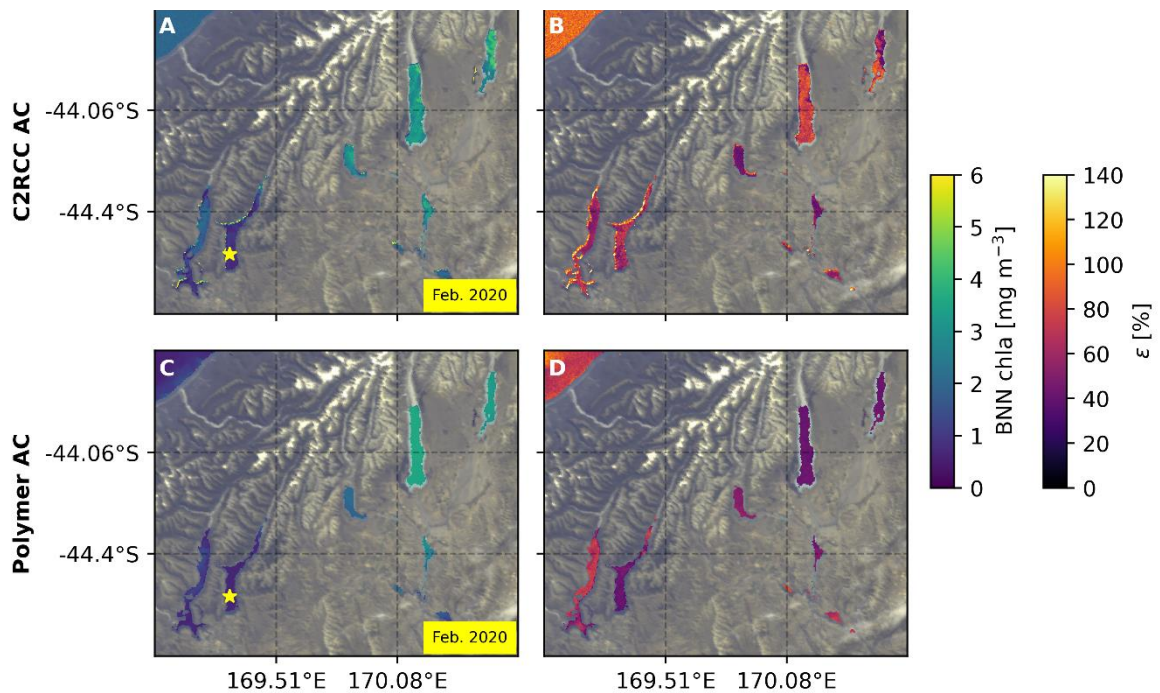 A
B
C2RCC AC
-44.06°S
-44.4°S
Feb. 2020
C
D
Polymer AC
-44.06°S
-44.4°S
Feb. 2020
169.51°E 170.08°E
169.51°E 170.08°E
6
5
4
3
2
1
0
BNN chla [mg m⁻³]
140
120
100
80
60
40
20
0
ε [%]